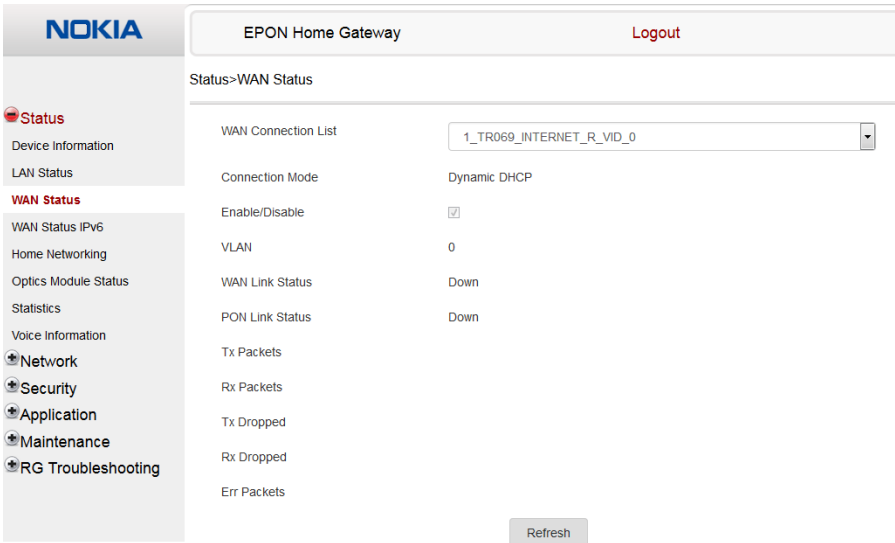 NOKIA
EPON Home Gateway
Logout
Status>WAN Status
Status
Device Information
LAN Status
WAN Status
WAN Status IPv6
Home Networking
Optics Module Status
Statistics
Voice Information
Network
Security
Application
Maintenance
RG Troubleshooting
WAN Connection List 1_TR069_INTERNET_R_VID_0
Connection Mode Dynamic DHCP
Enable/Disable
VLAN 0
WAN Link Status Down
PON Link Status Down
Tx Packets
Rx Packets
Tx Dropped
Rx Dropped
Err Packets
Refresh